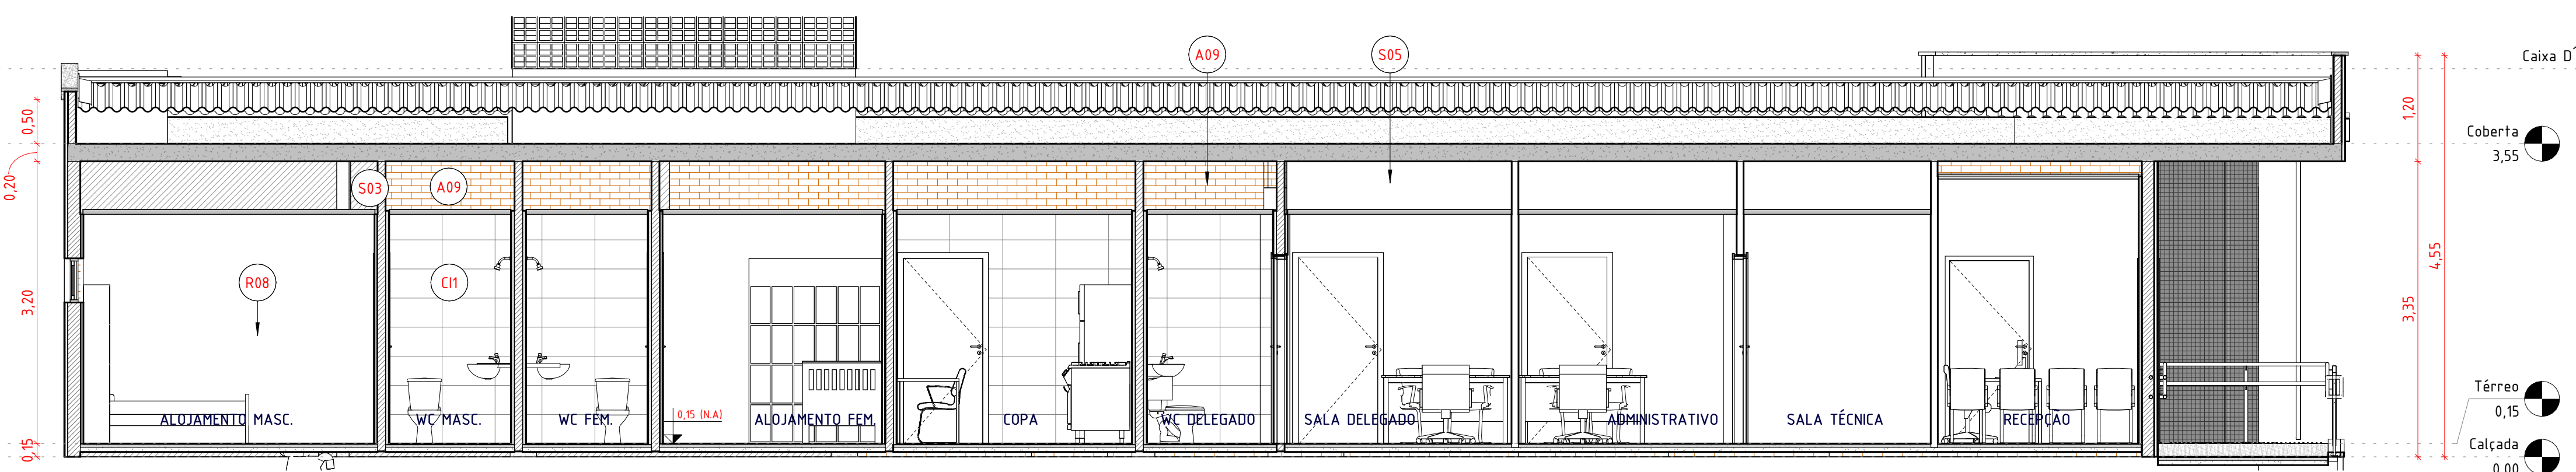 A09
S05
Caixa D'
0,50
1,20
Coberta
3,55
0,20
S03
A09
4,55
R08
CI1
3,20
3,35
Térreo
0,15
0,15 (N.A)
ALOJAMENTO MASC.
WC MASC.
WC FEM.
ALOJAMENTO FEM.
COPA
WC DELEGADO
SALA DELEGADO
ADMINISTRATIVO
SALA TÉCNICA
RECEPÇÃO
0,15
Calçada
0,00